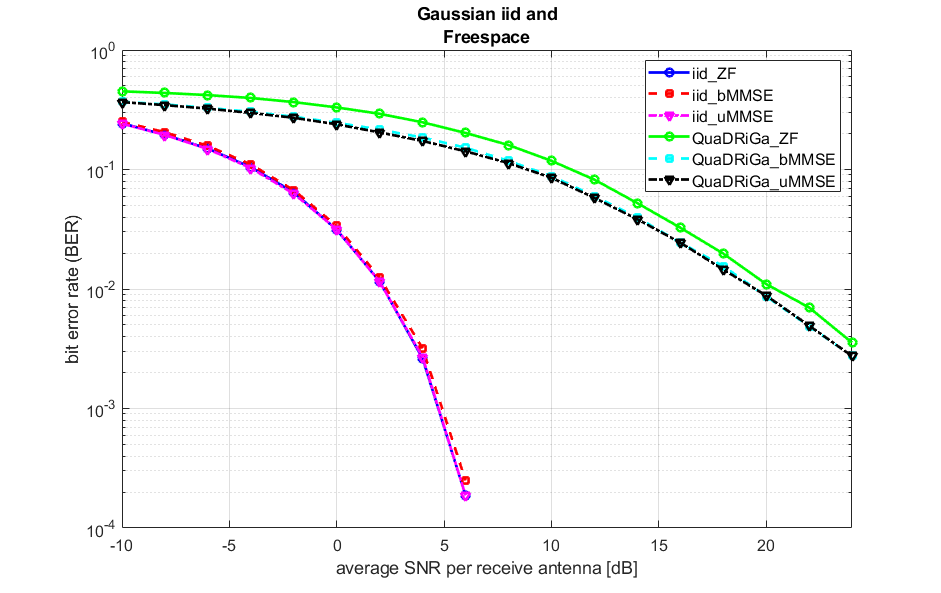 Gaussian iid and
Freespace
10^0
10^-1
10^-2
10^-3
10^-4
bit error rate (BER)
iid_ZF
iid_bMMSE
iid_uMMSE
QuaDRiGa_ZF
QuaDRiGa_bMMSE
QuaDRiGa_uMMSE
-10 -5 0 5 10 15 20
average SNR per receive antenna [dB]